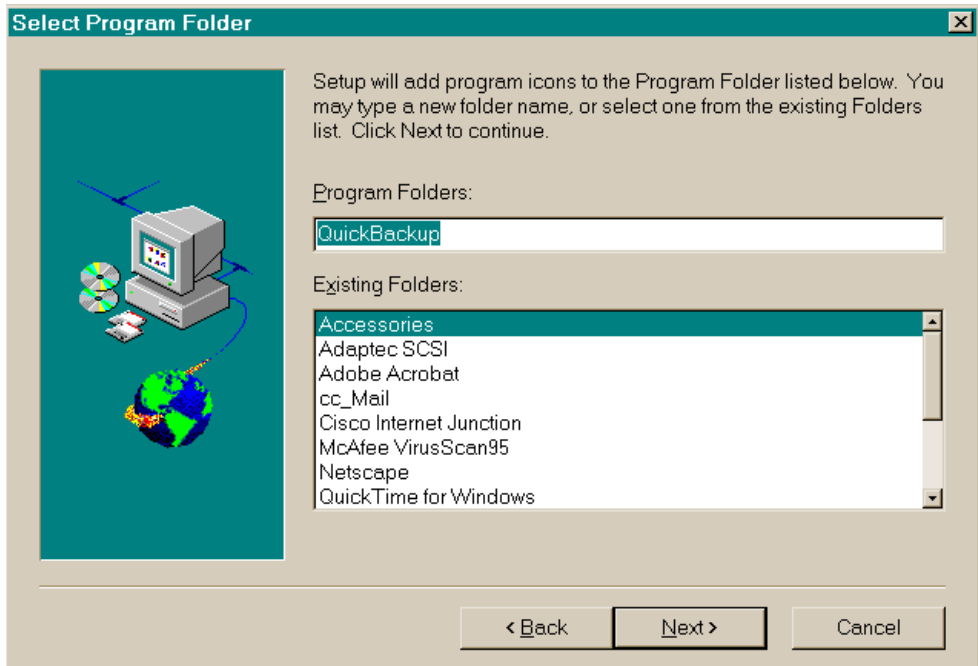 Select Program Folder
Setup will add program icons to the Program Folder listed below. You
may type a new folder name, or select one from the existing Folders
list. Click Next to continue.
Program Folders:
QuickBackup
Existing Folders:
Accessories
Adaptec SCSI
Adobe Acrobat
cc_Mail
Cisco Internet Junction
McAfee VirusScan95
Netscape
QuickTime for Windows
< Back
Next >
Cancel